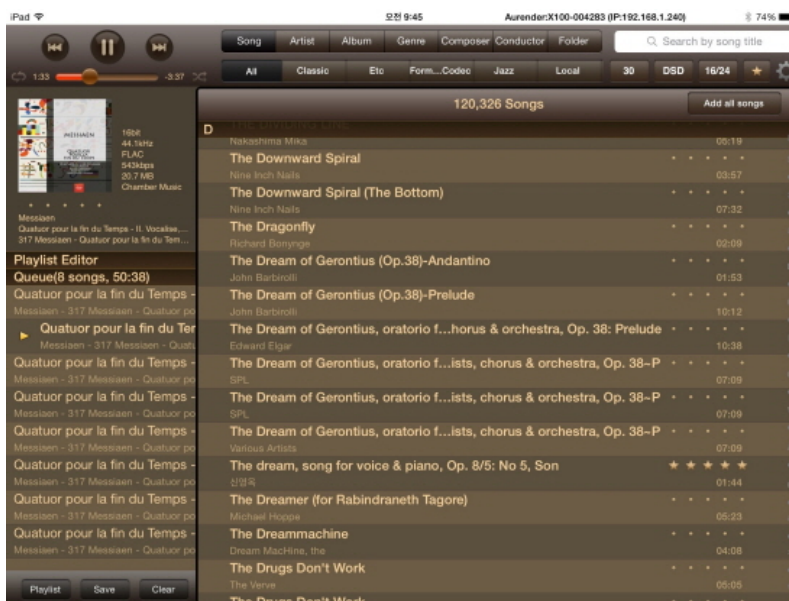 iPad
오전 9:45
Aurender:X100-004283 (IP:192.168.1.240)
74%
Song Artist Album Genre Composer Conductor Folder
Search by song title
1:33
-3:37
All Classic Etc Form...Codec Jazz Local 30 DSD 16/24
120,326 Songs
Add all songs
MESSIAEN
16bit
44.1kHz
FLAC
543kbps
20.7 MB
Chamber Music
Messiaen
Quatuor pour la fin du Temps - II. Vocalise,...
317 Messiaen - Quatuor pour la fin du Tem...
Playlist Editor
Queue(8 songs, 50:38)
Quatuor pour la fin du Temps -
Messiaen - 317 Messiaen - Quatuor po
Quatuor pour la fin du Ter
Messiaen - 317 Messiaen - Quatu
Quatuor pour la fin du Temps -
Messiaen - 317 Messiaen - Quatuor po
Quatuor pour la fin du Temps -
Messiaen - 317 Messiaen - Quatuor po
Quatuor pour la fin du Temps -
Messiaen - 317 Messiaen - Quatuor po
Quatuor pour la fin du Temps -
Messiaen - 317 Messiaen - Quatuor po
Quatuor pour la fin du Temps -
Messiaen - 317 Messiaen - Quatuor po
Quatuor pour la fin du Temps -
Messiaen - 317 Messiaen - Quatuor po
Playlist Save Clear
D
Nakashima Mika 05:19
The Downward Spiral
Nine Inch Nails 03:57
The Downward Spiral (The Bottom)
Nine Inch Nails 07:32
The Dragonfly
Richard Bonynge 02:09
The Dream of Gerontius (Op.38)-Andantino
John Barbirolli 01:53
The Dream of Gerontius (Op.38)-Prelude
John Barbirolli 10:12
The Dream of Gerontius, oratorio f...horus & orchestra, Op. 38: Prelude
Edward Elgar 10:38
The Dream of Gerontius, oratorio f...ists, chorus & orchestra, Op. 38~P
SPL 07:09
The Dream of Gerontius, oratorio f...ists, chorus & orchestra, Op. 38~P
SPL 07:09
The Dream of Gerontius, oratorio f...ists, chorus & orchestra, Op. 38~P
Various Artists 07:09
The dream, song for voice & piano, Op. 8/5: No 5, Son
신영옥 01:44
The Dreamer (for Rabindraneth Tagore)
Michael Hoppe 05:23
The Dreammachine
Dream MacHine, the 04:08
The Drugs Don't Work
The Verve 05:05
The Drugs Don't Work